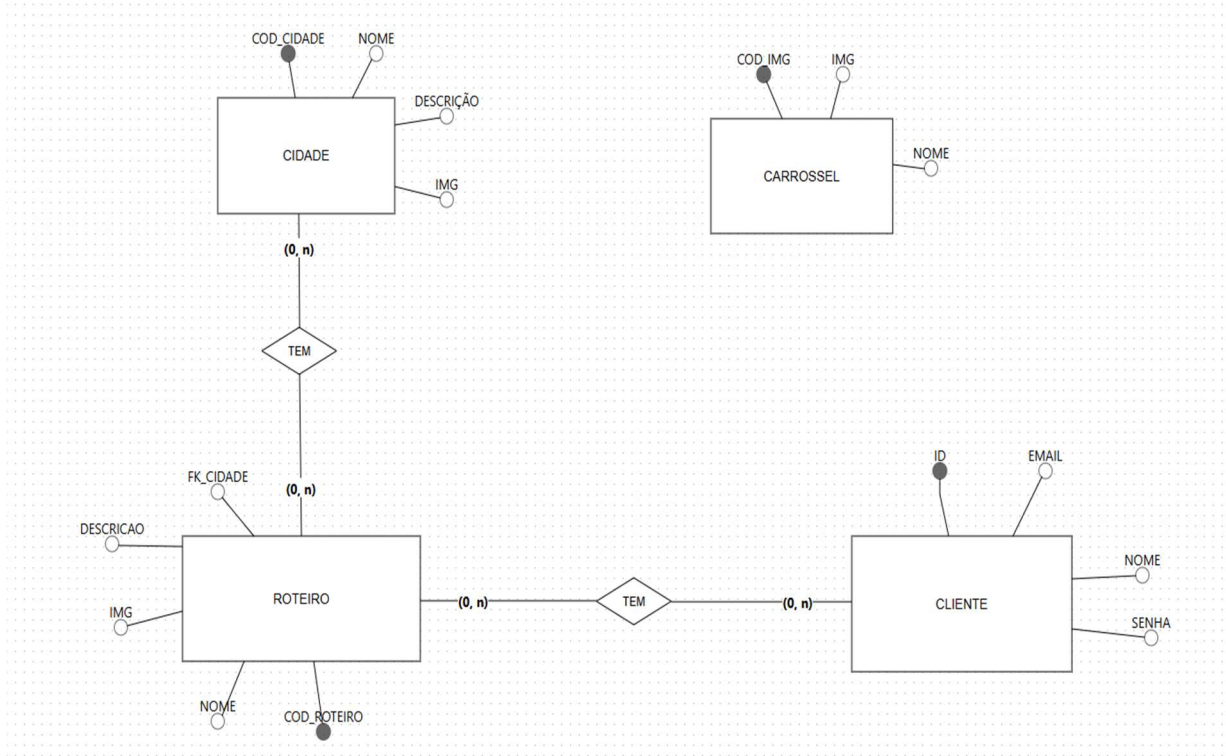 COD_CIDADE
NOME
DESCRIÇÃO
CIDADE
IMG
(0, n)
TEM
(0, n)
COD_IMG
IMG
NOME
CARROSSEL
FK_CIDADE
DESCRICAO
ROTEIRO
IMG
NOME
COD_ROTEIRO
(0, n)
TEM
(0, n)
ID
EMAIL
NOME
CLIENTE
SENHA